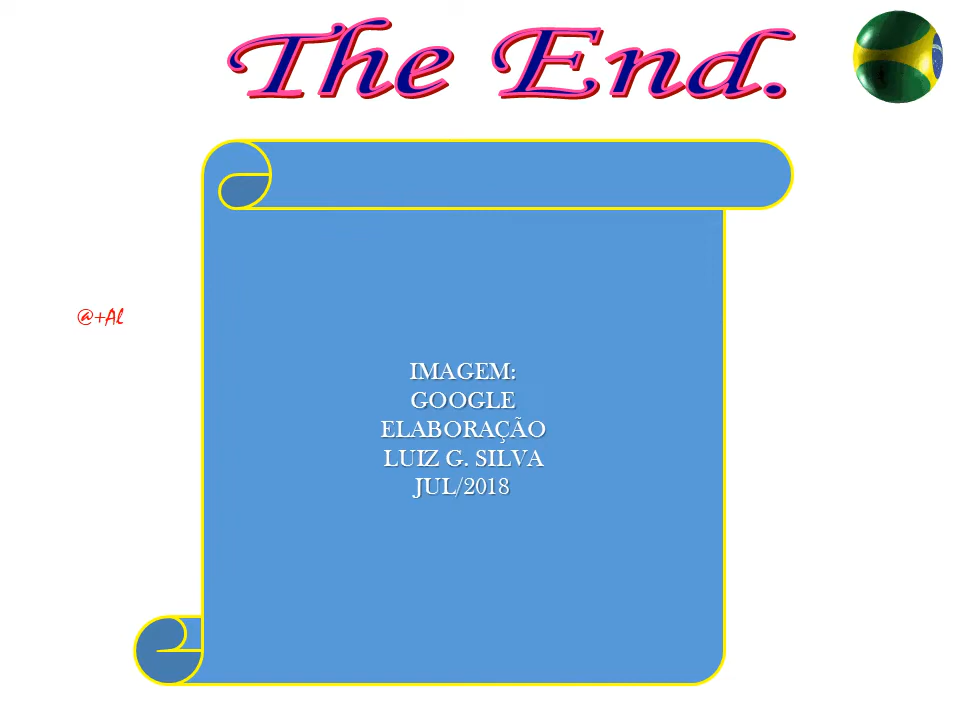 The End.
@+Al
IMAGEM:
GOOGLE
ELABORAÇÃO
LUIZ G. SILVA
JUL/2018